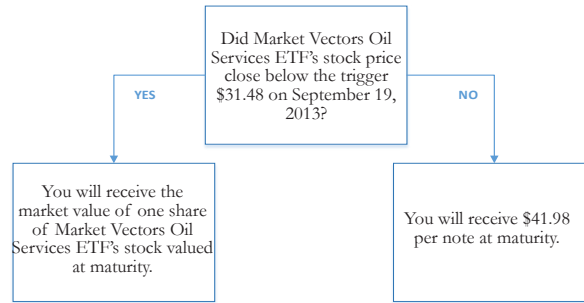 Did Market Vectors Oil
Services ETF's stock price
close below the trigger
$31.48 on September 19,
2013?
YES
NO
You will receive the
market value of one share
of Market Vectors Oil
Services ETF's stock valued
at maturity.
You will receive $41.98
per note at maturity.